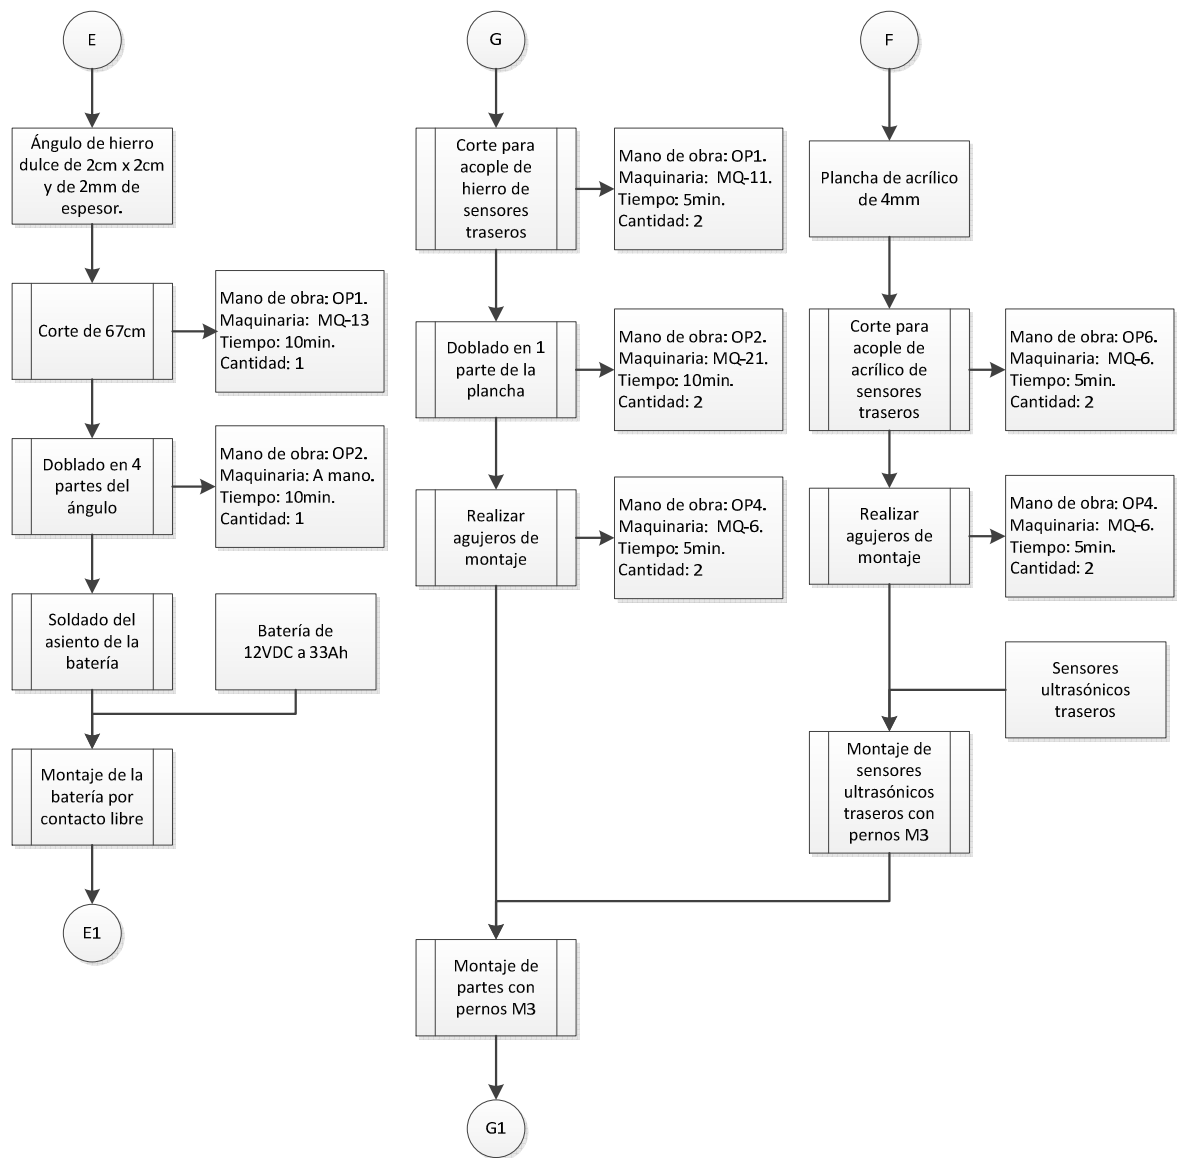 E
Ángulo de hierro
dulce de 2cm x 2cm
y de 2mm de
espesor.
Corte de 67cm
Mano de obra: OP1.
Maquinaria: MQ-13
Tiempo: 10min.
Cantidad: 1
Doblado en 4
partes del
ángulo
Mano de obra: OP2.
Maquinaria: A mano.
Tiempo: 10min.
Cantidad: 1
Soldado del
asiento de la
batería
Batería de
12VDC a 33Ah
Montaje de la
batería por
contacto libre
E1
G
Corte para
acople de
hierro de
sensores
traseros
Mano de obra: OP1.
Maquinaria: MQ-11.
Tiempo: 5min.
Cantidad: 2
Doblado en 1
parte de la
plancha
Mano de obra: OP2.
Maquinaria: MQ-21.
Tiempo: 10min.
Cantidad: 2
Realizar
agujeros de
montaje
Mano de obra: OP4.
Maquinaria: MQ-6.
Tiempo: 5min.
Cantidad: 2
F
Plancha de acrílico
de 4mm
Corte para
acople de
acrílico de
sensores
traseros
Mano de obra: OP6.
Maquinaria: MQ-6.
Tiempo: 5min.
Cantidad: 2
Realizar
agujeros de
montaje
Mano de obra: OP4.
Maquinaria: MQ-6.
Tiempo: 5min.
Cantidad: 2
Sensores
ultrasónicos
traseros
Montaje de
sensores
ultrasónicos
traseros con
pernos M3
Montaje de
partes con
pernos M3
G1